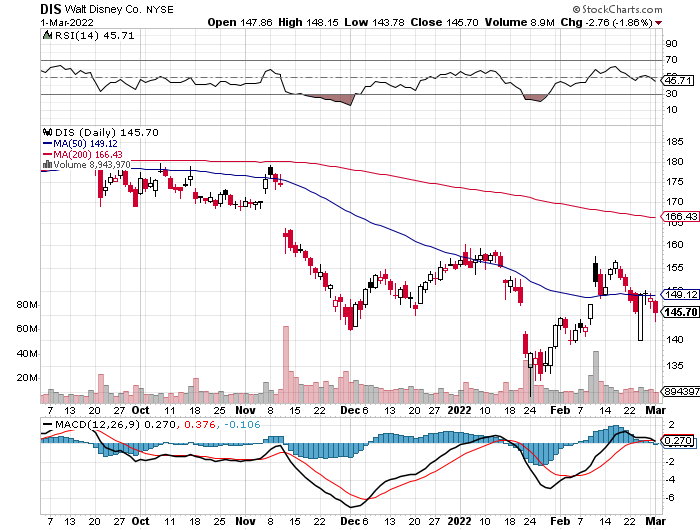 DIS Walt Disney Co. NYSE © StockCharts.com
1-Mar-2022 Open 147.86 High 148.15 Low 143.78 Close 145.70 Volume 8.9M Chg -2.76 (-1.86%)
RSI(14) 45.71
90
70
50
45.71
30
10
DIS (Daily) 145.70
MA(50) 149.12
MA(200) 166.43
Volume 8,943,970
185
180
175
170
166.43
160
155
149.12
145.70
140
135
8943970
80M
60M
40M
20M
7 13 20 27 Oct 11 18 25 Nov 8 15 22 Dec 6 13 20 27 2022 10 18 24 Feb 7 14 22 Mar
MACD(12,26,9) 0.270, 0.376, -0.106
2
0.270
-2
-4
-6
7 13 20 27 Oct 11 18 25 Nov 8 15 22 Dec 6 13 20 27 2022 10 18 24 Feb 7 14 22 Mar